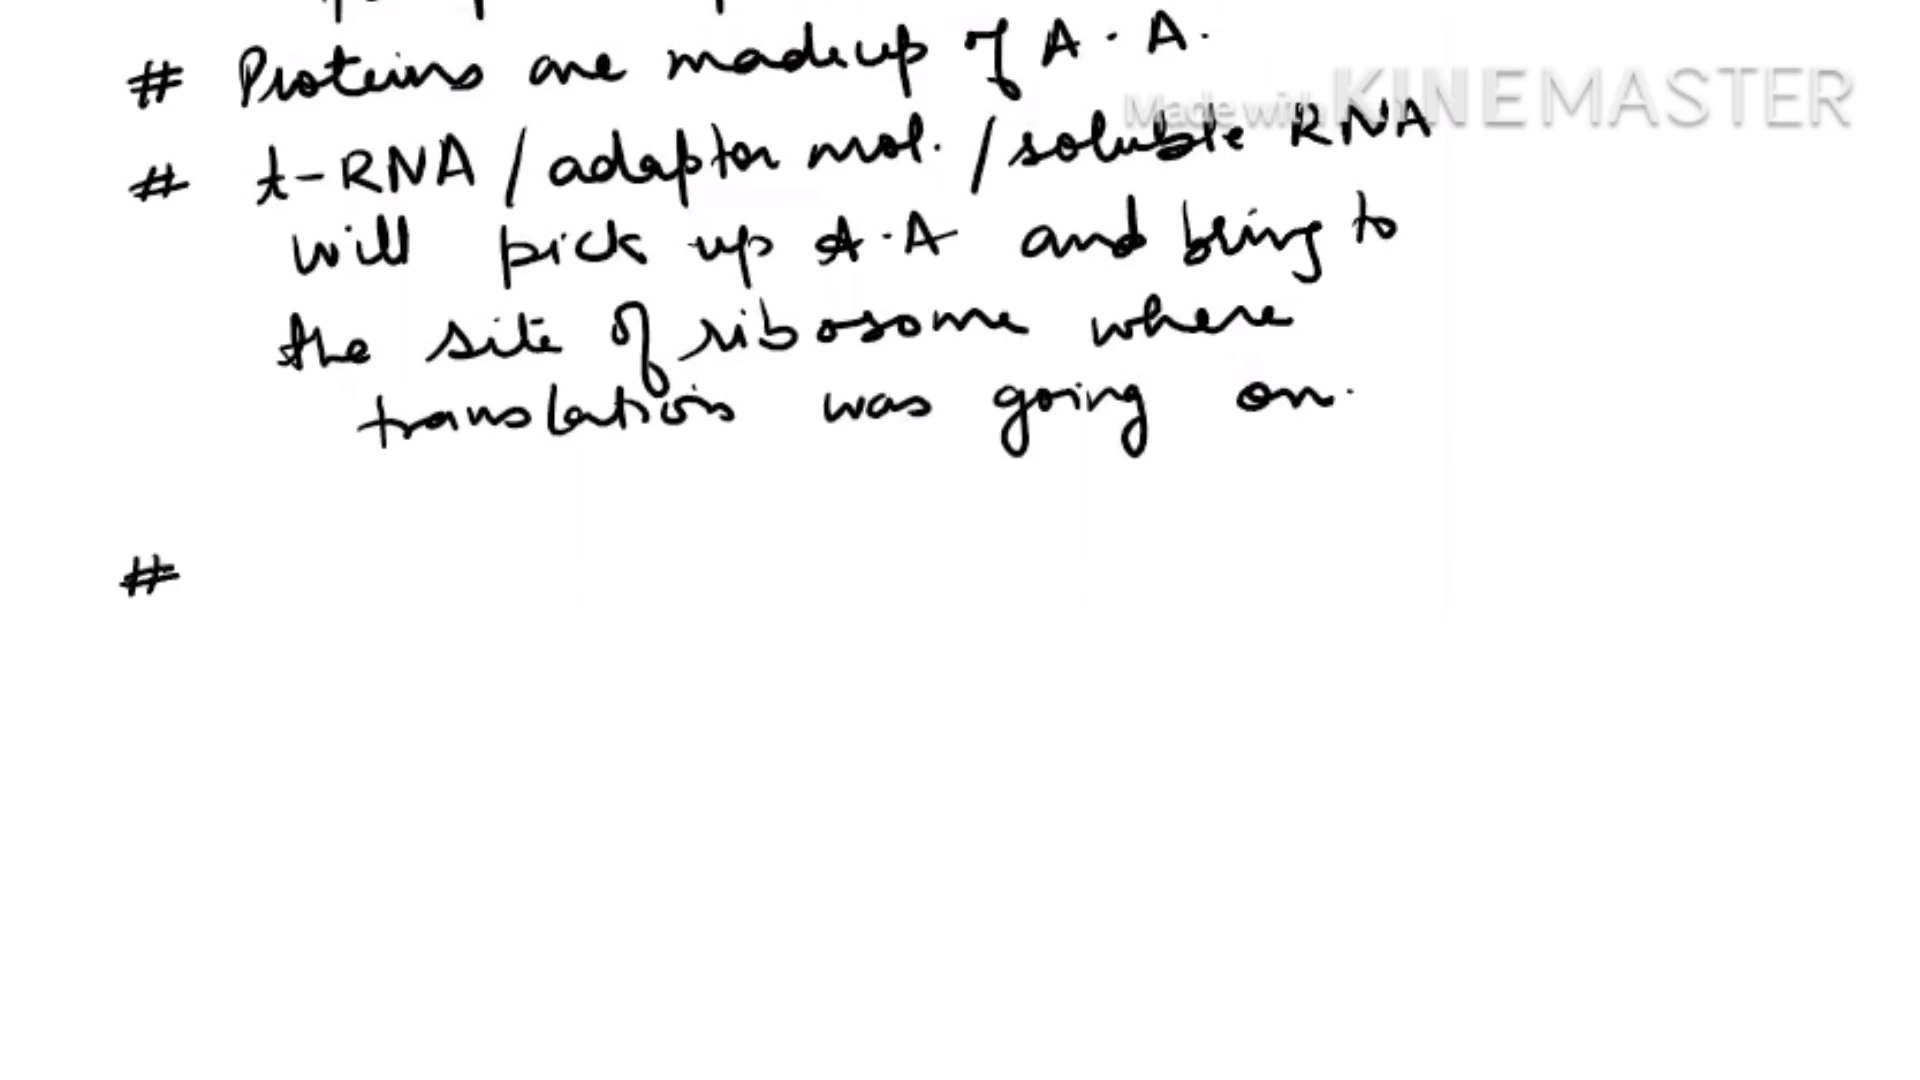 # Proteins are madeup of A.A.
Made with KINEMASTER
# t-RNA / adaptor mol. / soluble RNA
will pick up A.A and bring to
the site of ribosome where
translation was going on.
#